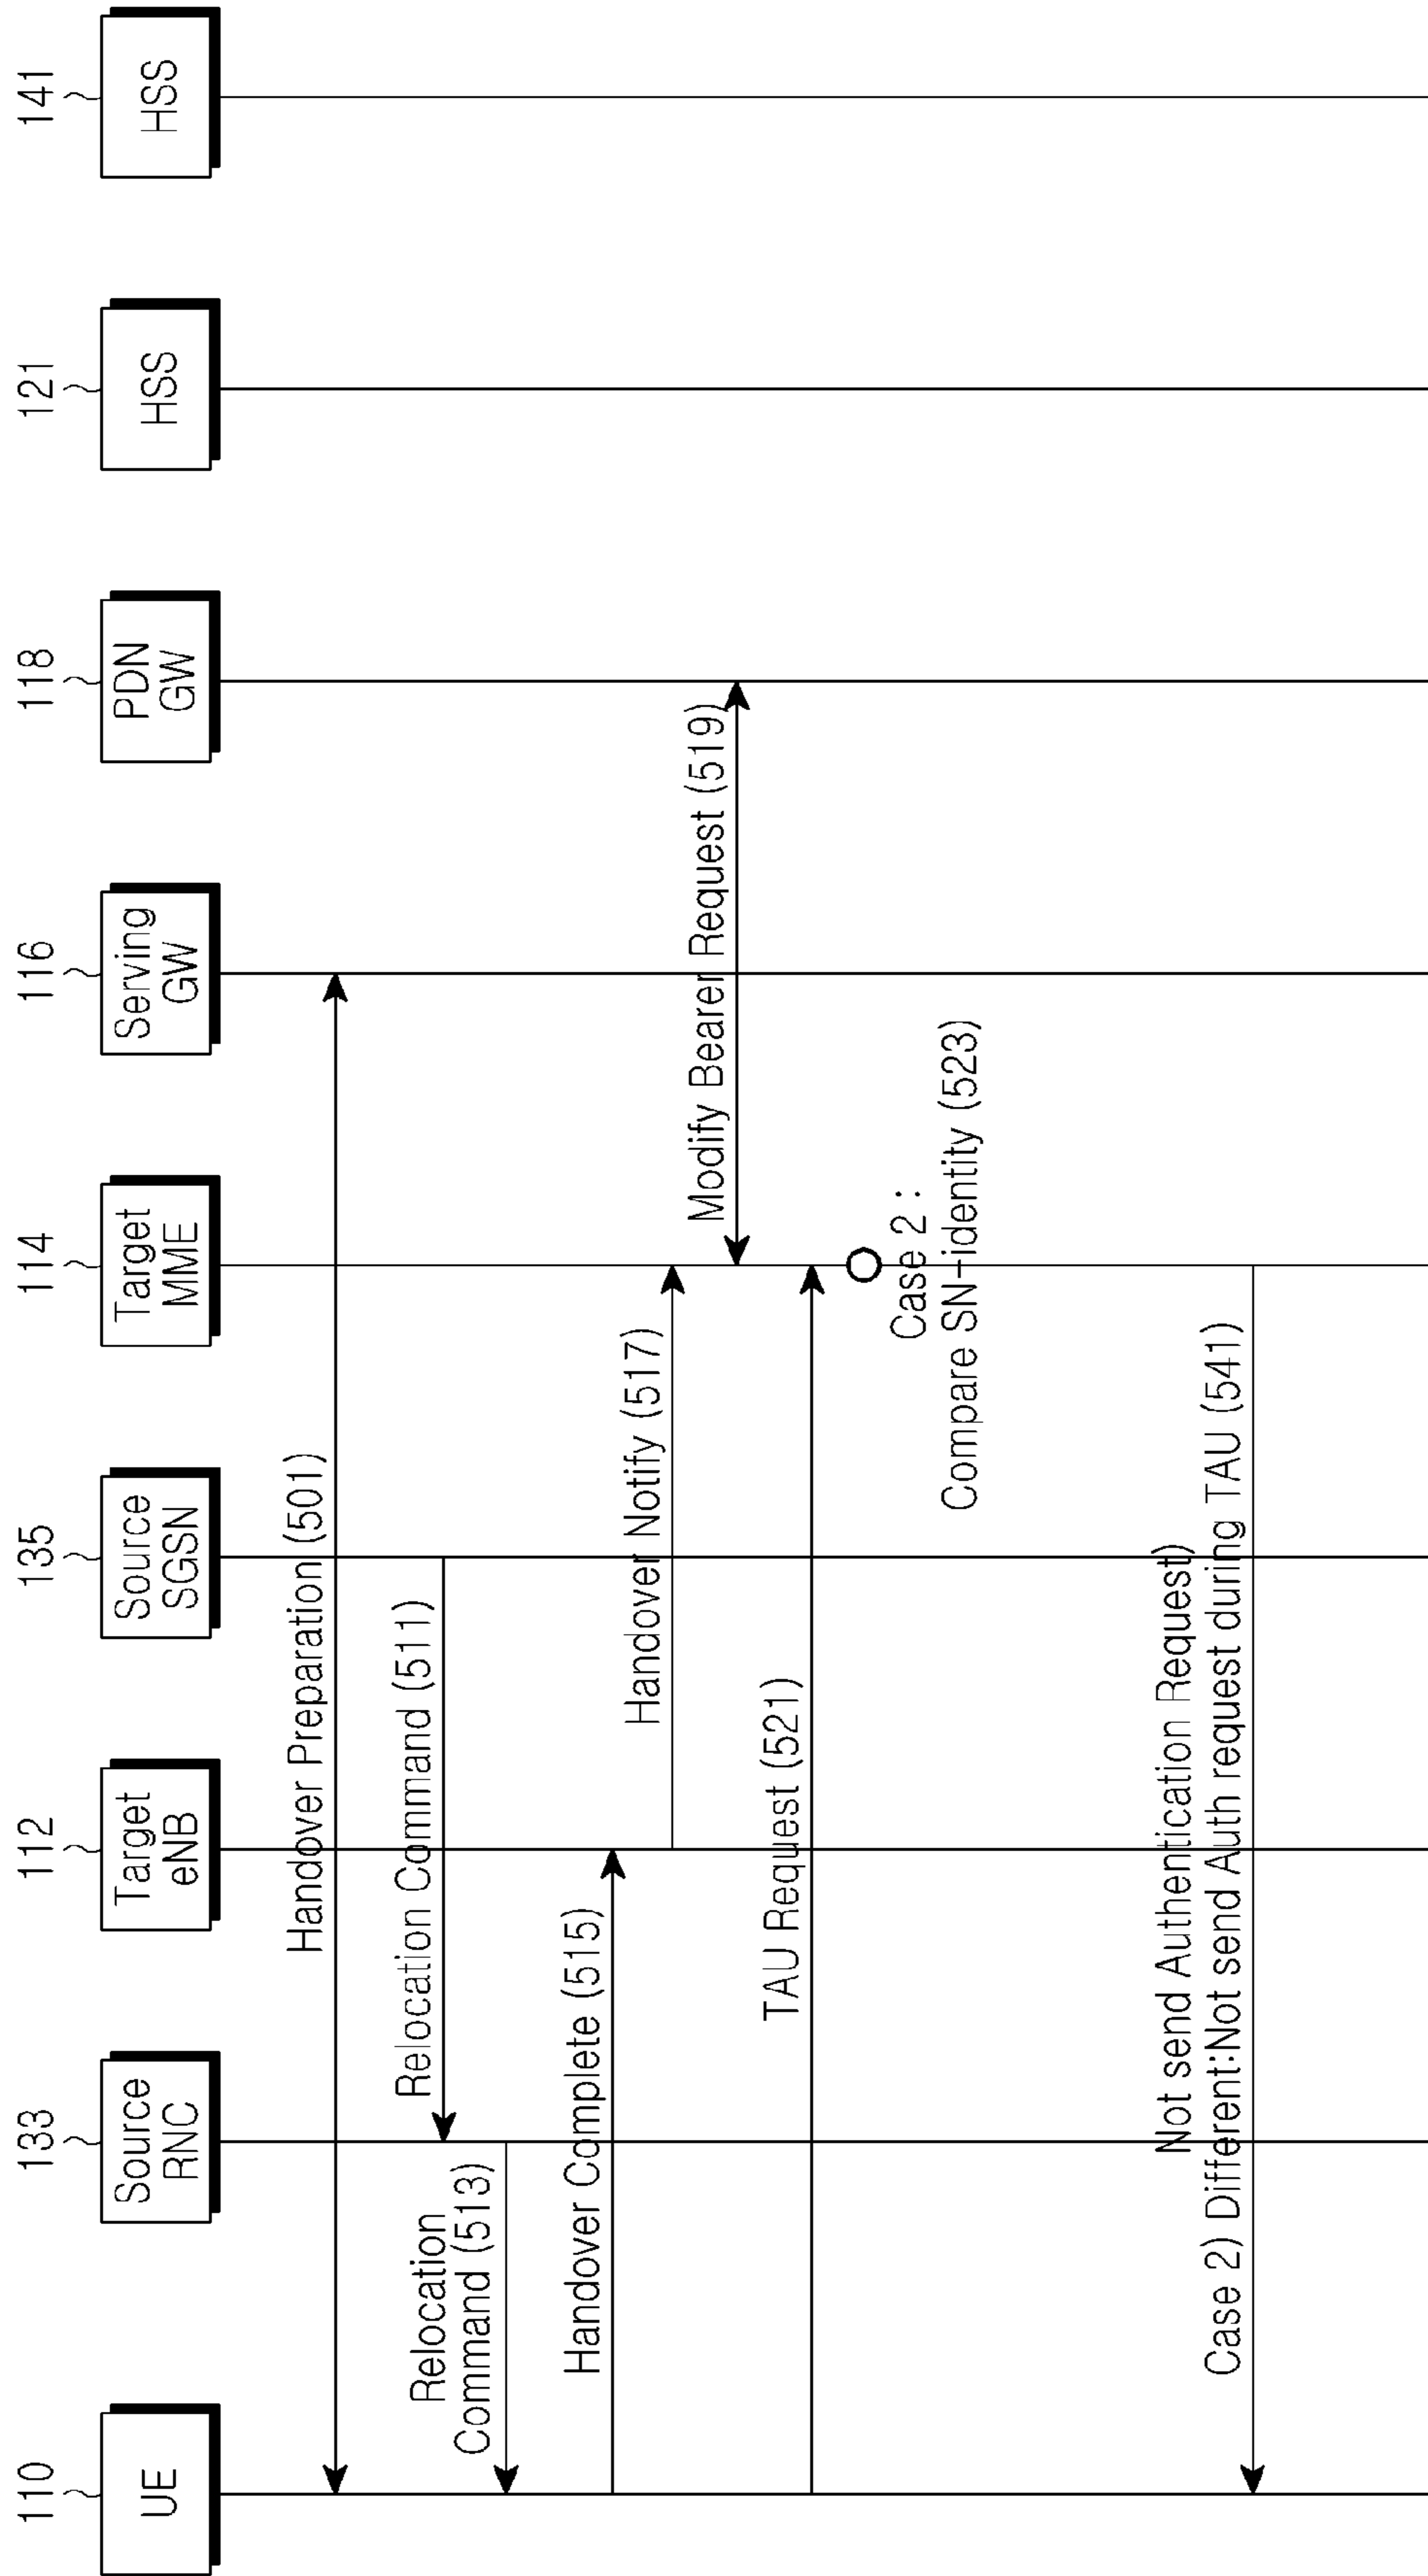 110
133
112
135
114
116
118
121
141
UE
Source
RNC
Target
eNB
Source
SGSN
Target
MME
Serving
GW
PDN
GW
HSS
HSS
Handover Preparation (501)
Relocation Command (511)
Relocation
Command (513)
Handover Complete (515)
Handover Notify (517)
Modify Bearer Request (519)
TAU Request (521)
Case 2 :
Compare SN-identity (523)
Not send Authentication Request)
Case 2) Different:Not send Auth request during TAU (541)